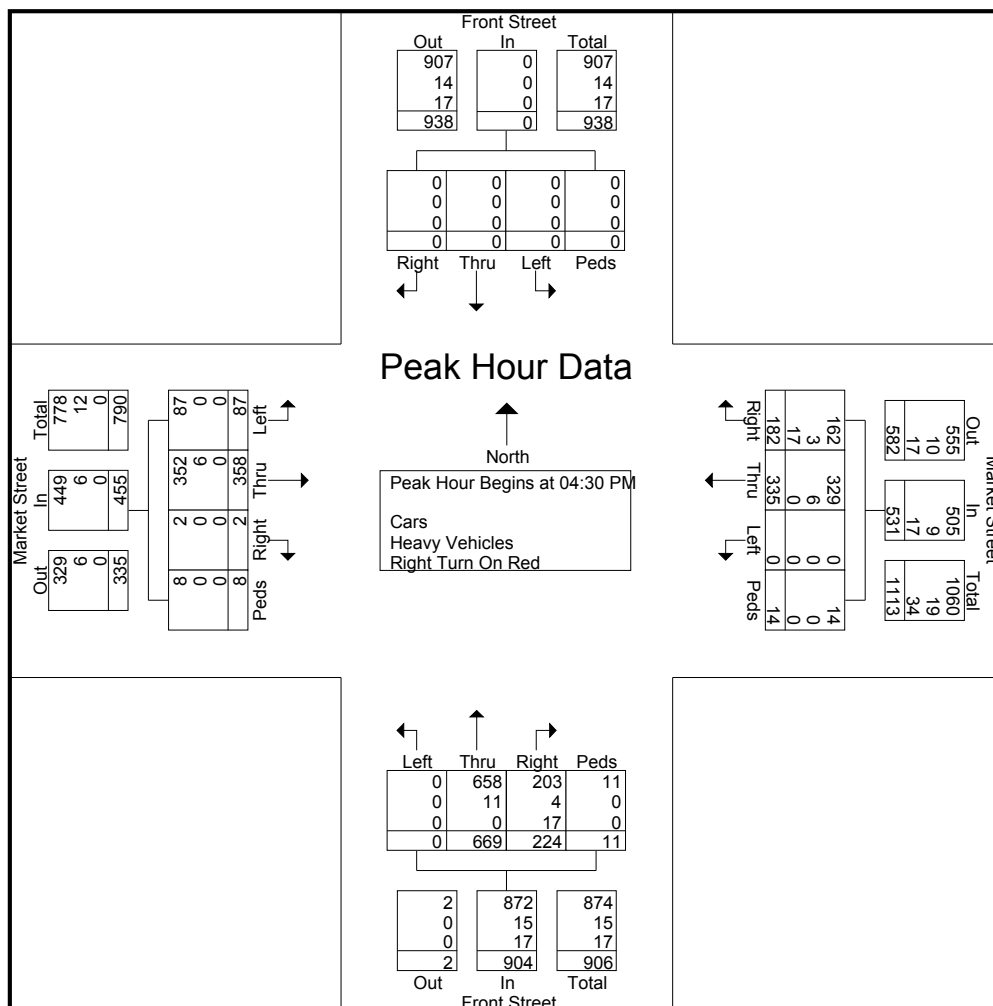 Front Street
Out In Total
907 0 907
14 0 14
17 0 17
938 0 938
0 0 0 0
0 0 0 0
0 0 0 0
0 0 0 0
Right Thru Left Peds
Peak Hour Data
North
Peak Hour Begins at 04:30 PM
Cars
Heavy Vehicles
Right Turn On Red
Market Street
Total
778 12 0 790
In
449 6 0 455
Out
329 6 0 335
Left
87 0 0 87
Thru
352 6 0 358
Right
2 0 0 2
Peds
8 0 0 8
Market Street
Out
555 10 17 582
In
505 9 17 531
Total
1060 19 34 1113
Right
162 3 17 182
Thru
329 6 0 335
Left
0 0 0 0
Peds
14 0 0 14
Left Thru Right Peds
0 658 203 11
0 11 4 0
0 0 17 0
0 669 224 11
2 872 874
0 15 15
0 17 17
2 904 906
Out In Total
Front Street